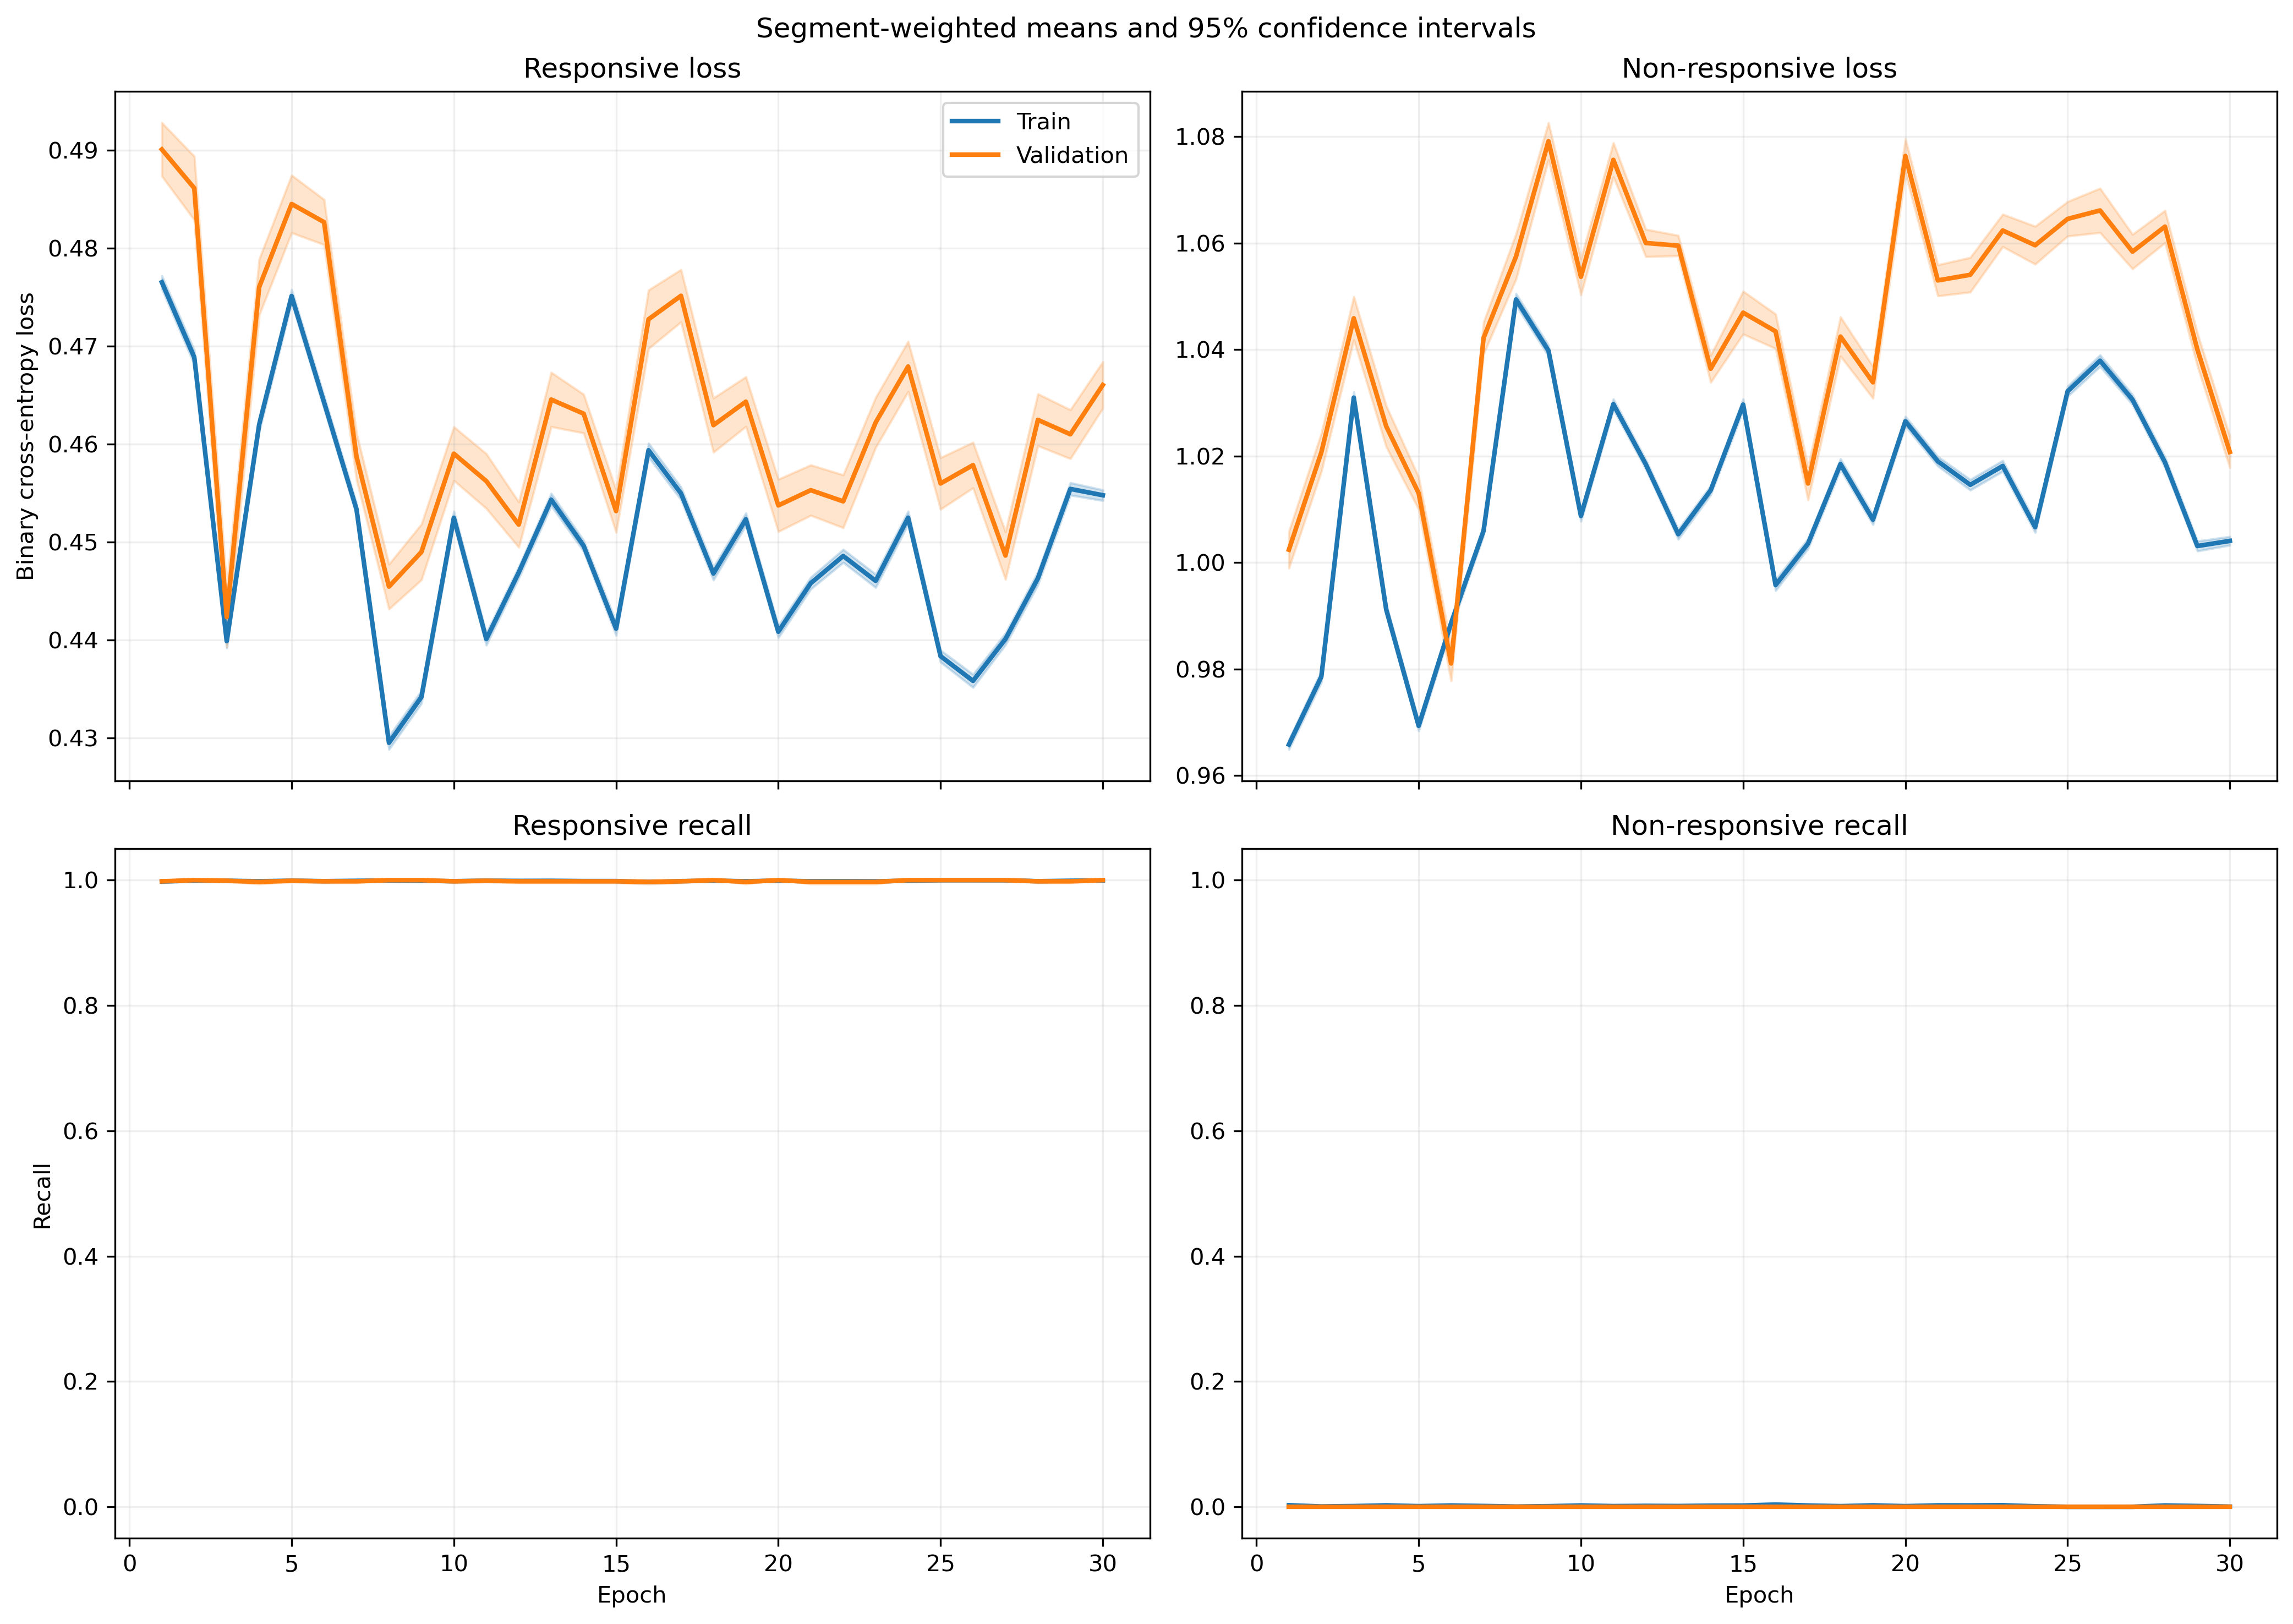 Segment-weighted means and 95% confidence intervals
Responsive loss
Binary cross-entropy loss
0.49
0.48
0.47
0.46
0.45
0.44
0.43
Train
Validation
Non-responsive loss
1.08
1.06
1.04
1.02
1.00
0.98
0.96
Responsive recall
Recall
1.0
0.8
0.6
0.4
0.2
0.0
0 5 10 15 20 25 30
Epoch
Non-responsive recall
1.0
0.8
0.6
0.4
0.2
0.0
0 5 10 15 20 25 30
Epoch